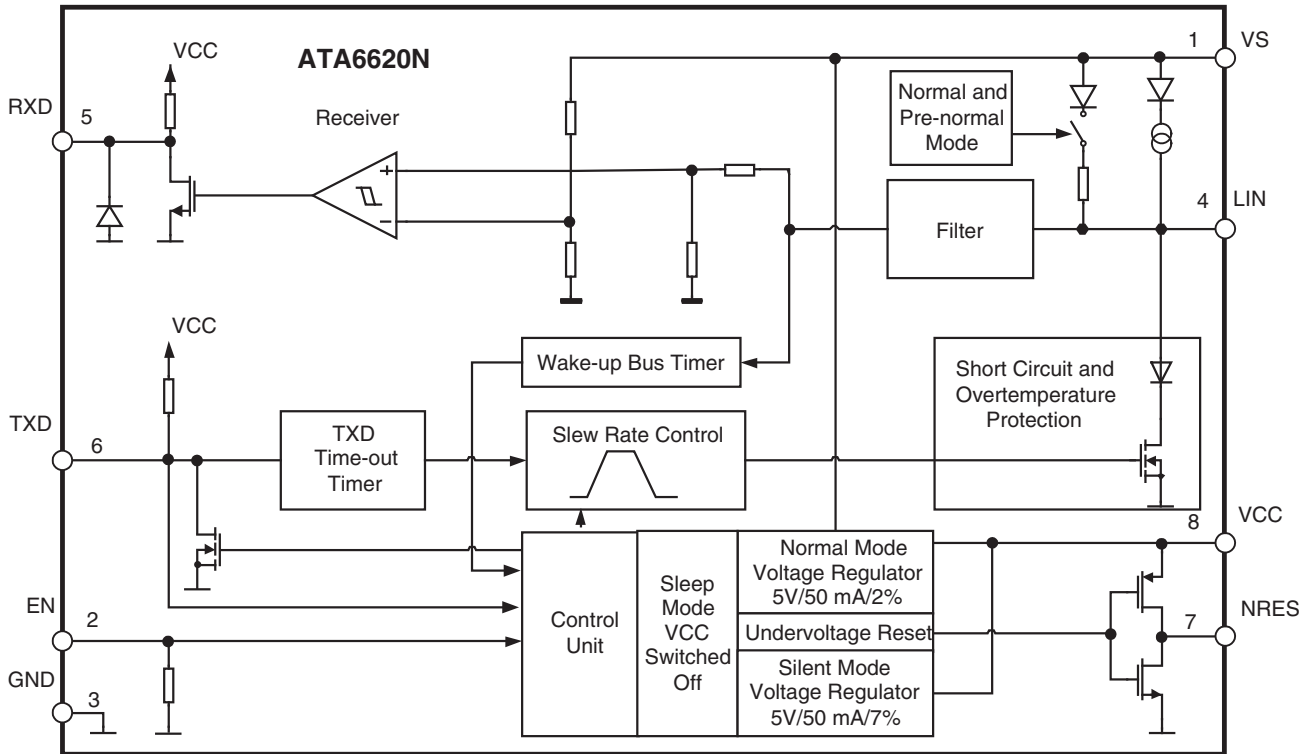 ATA6620N
VCC
RXD
5
Receiver
+
−
Normal and
Pre-normal
Mode
1
VS
4
LIN
Filter
VCC
Wake-up Bus Timer
Short Circuit and
Overtemperature
Protection
TXD
6
TXD
Time-out
Timer
Slew Rate Control
8
VCC
EN
2
GND
3
Control
Unit
Sleep
Mode
VCC
Switched
Off
Normal Mode
Voltage Regulator
5V/50 mA/2%
Undervoltage Reset
Silent Mode
Voltage Regulator
5V/50 mA/7%
7
NRES